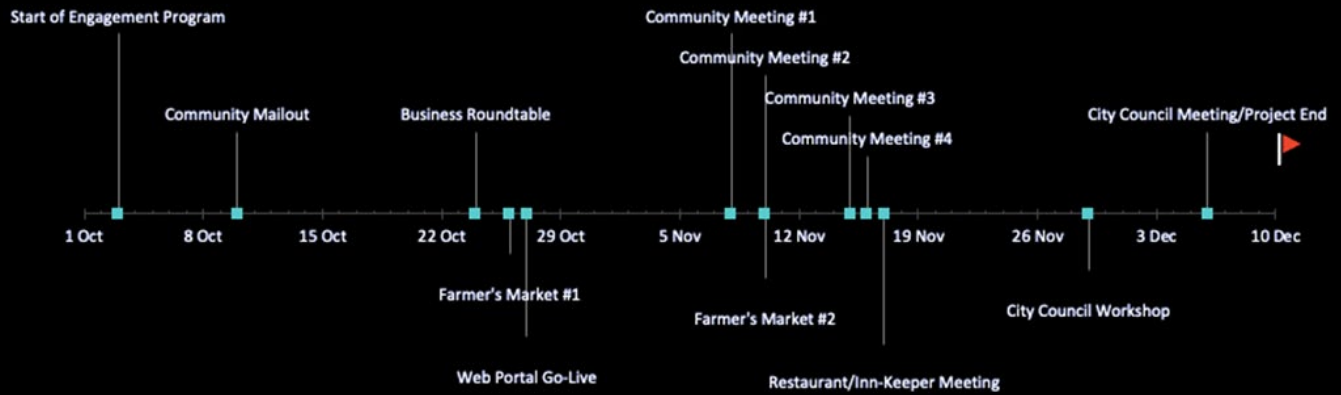 Start of Engagement Program
Community Meeting #1
Community Meeting #2
Community Meeting #3
Community Mailout
Business Roundtable
City Council Meeting/Project End
Community Meeting #4
1 Oct
8 Oct
15 Oct
22 Oct
29 Oct
5 Nov
12 Nov
19 Nov
26 Nov
3 Dec
10 Dec
Farmer's Market #1
Farmer's Market #2
City Council Workshop
Web Portal Go-Live
Restaurant/Inn-Keeper Meeting